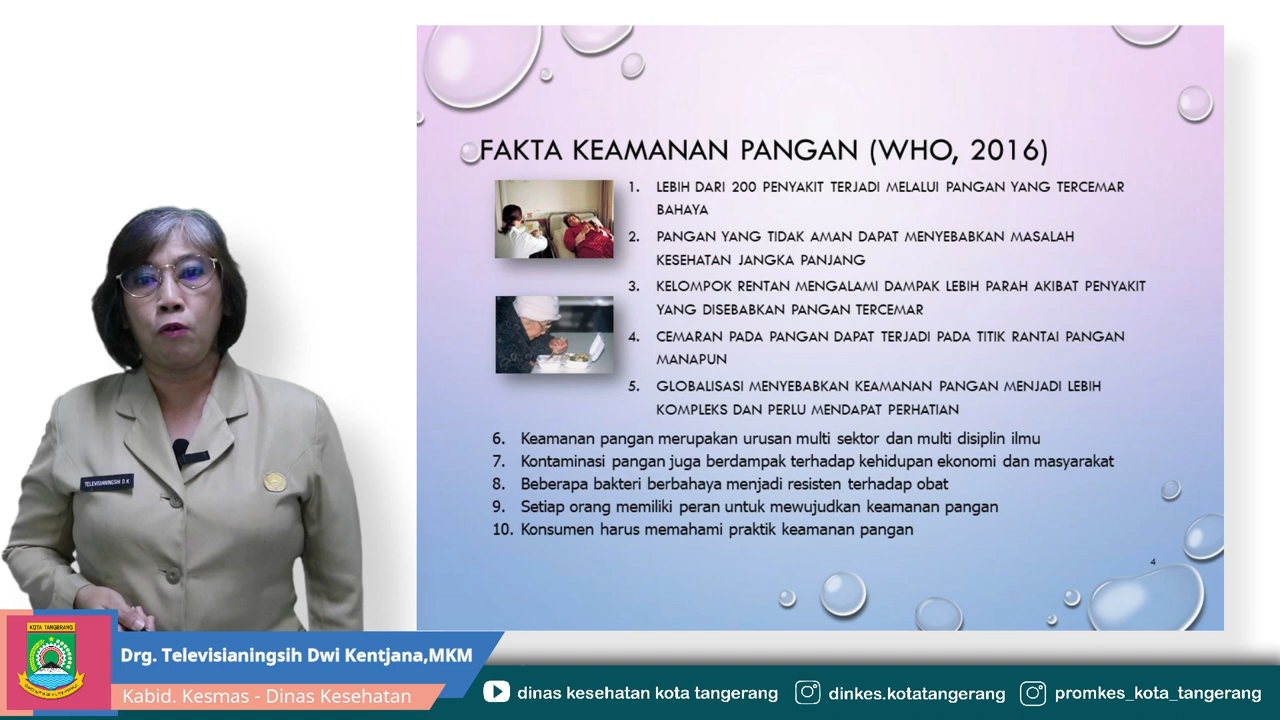 FAKTA KEAMANAN PANGAN (WHO, 2016)
1. LEBIH DARI 200 PENYAKIT TERJADI MELALUI PANGAN YANG TERCEMAR
BAHAYA
2. PANGAN YANG TIDAK AMAN DAPAT MENYEBABKAN MASALAH
KESEHATAN JANGKA PANJANG
3. KELOMPOK RENTAN MENGALAMI DAMPAK LEBIH PARAH AKIBAT PENYAKIT
YANG DISEBABKAN PANGAN TERCEMAR
4. CEMARAN PADA PANGAN DAPAT TERJADI PADA TITIK RANTAI PANGAN
MANAPUN
5. GLOBALISASI MENYEBABKAN KEAMANAN PANGAN MENJADI LEBIH
KOMPLEKS DAN PERLU MENDAPAT PERHATIAN
6. Keamanan pangan merupakan urusan multi sektor dan multi disiplin ilmu
7. Kontaminasi pangan juga berdampak terhadap kehidupan ekonomi dan masyarakat
8. Beberapa bakteri berbahaya menjadi resisten terhadap obat
9. Setiap orang memiliki peran untuk mewujudkan keamanan pangan
10. Konsumen harus memahami praktik keamanan pangan
4
TELEVISIANINGSIH D.K
KOTA TANGERANG
Drg. Televisianingsih Dwi Kentjana,MKM
Kabid. Kesmas - Dinas Kesehatan
dinas kesehatan kota tangerang
dinkes.kotatangerang
promkes_kota_tangerang